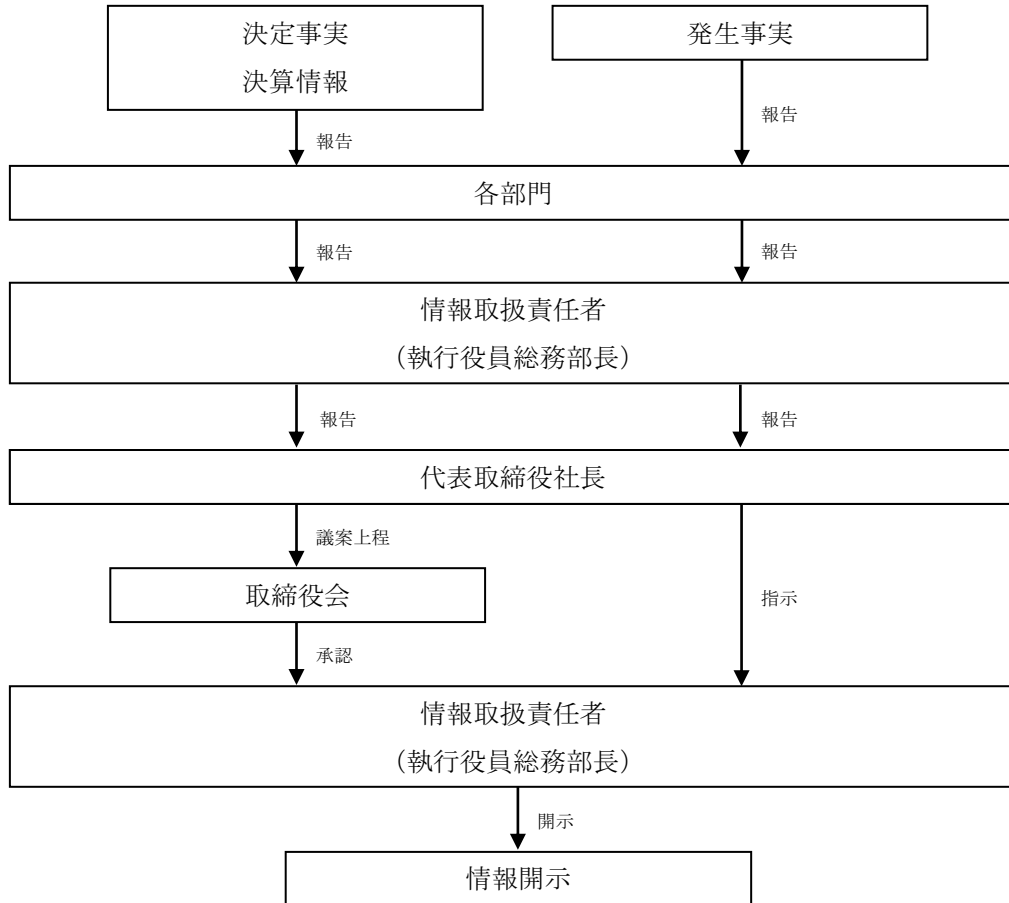 決定事実
決算情報
発生事実
報告
報告
各部門
報告
報告
情報取扱責任者
（執行役員総務部長）
報告
報告
代表取締役社長
議案上程
取締役会
指示
承認
情報取扱責任者
（執行役員総務部長）
開示
情報開示